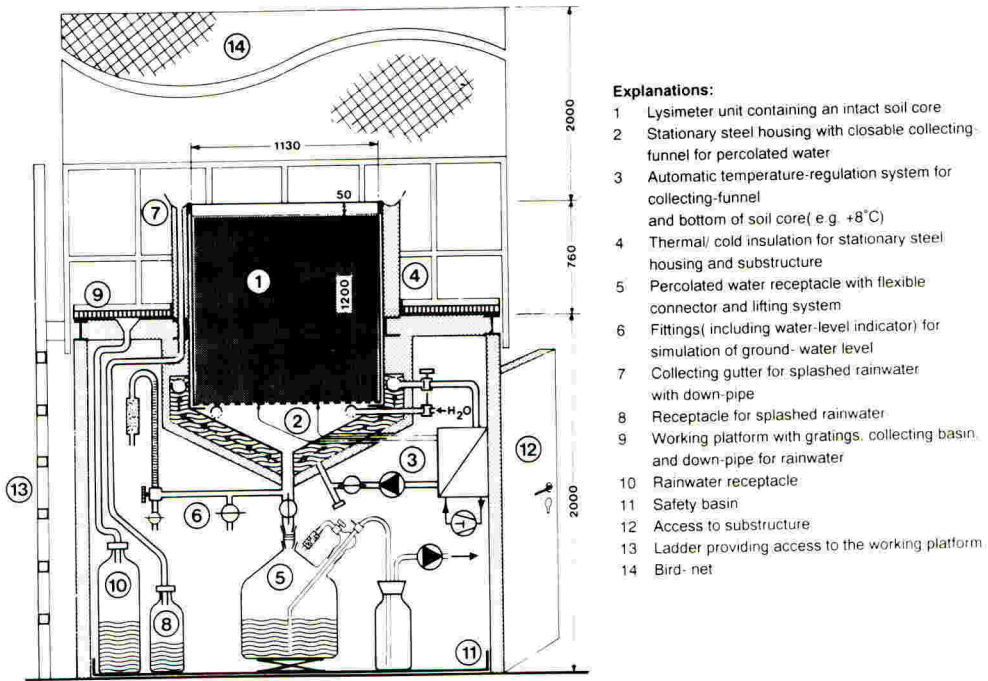 14
2000
1130
50
7
760
1
1200
4
9
H₂O
2
3
12
13
6
2000
5
10
8
11
Explanations:
1 Lysimeter unit containing an intact soil core
2 Stationary steel housing with closable collecting-
funnel for percolated water
3 Automatic temperature-regulation system for
collecting-funnel
and bottom of soil core( e.g. +8°C)
4 Thermal/ cold insulation for stationary steel
housing and substructure
5 Percolated water receptacle with flexible
connector and lifting system
6 Fittings( including water-level indicator) for
simulation of ground- water level
7 Collecting gutter for splashed rainwater
with down-pipe
8 Receptacle for splashed rainwater
9 Working platform with gratings, collecting basin,
and down-pipe for rainwater
10 Rainwater receptacle
11 Safety basin
12 Access to substructure
13 Ladder providing access to the working platform
14 Bird- net